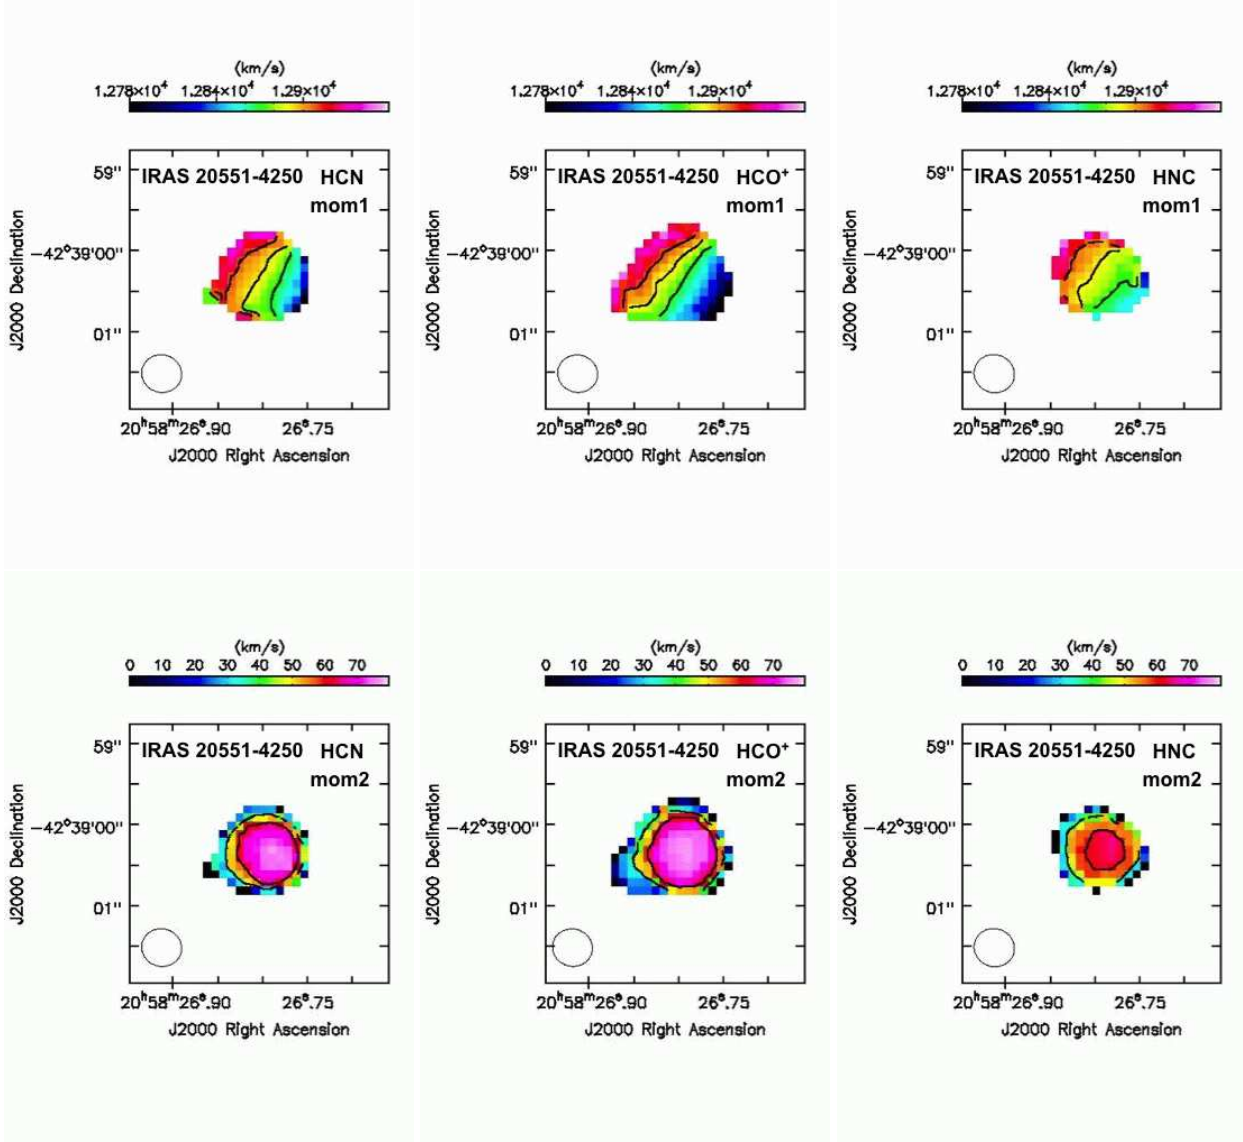 (km/s) (km/s) (km/s)
1.278×10⁴ 1.284×10⁴ 1.29×10⁴ 1.278×10⁴ 1.284×10⁴ 1.29×10⁴ 1.278×10⁴ 1.284×10⁴ 1.29×10⁴
59" IRAS 20551-4250 HCN 59" IRAS 20551-4250 HCO⁺ 59" IRAS 20551-4250 HNC
mom1 mom1 mom1
J2000 Declination J2000 Declination J2000 Declination
−42°39'00" −42°39'00" −42°39'00"
01" 01" 01"
20ʰ58ᵐ26ˢ.90 26ˢ.75 20ʰ58ᵐ26ˢ.90 26ˢ.75 20ʰ58ᵐ26ˢ.90 26ˢ.75
J2000 Right Ascension J2000 Right Ascension J2000 Right Ascension
(km/s) (km/s) (km/s)
0 10 20 30 40 50 60 70 0 10 20 30 40 50 60 70 0 10 20 30 40 50 60 70
59" IRAS 20551-4250 HCN 59" IRAS 20551-4250 HCO⁺ 59" IRAS 20551-4250 HNC
mom2 mom2 mom2
J2000 Declination J2000 Declination J2000 Declination
−42°39'00" −42°39'00" −42°39'00"
01" 01" 01"
20ʰ58ᵐ26ˢ.90 26ˢ.75 20ʰ58ᵐ26ˢ.90 26ˢ.75 20ʰ58ᵐ26ˢ.90 26ˢ.75
J2000 Right Ascension J2000 Right Ascension J2000 Right Ascension